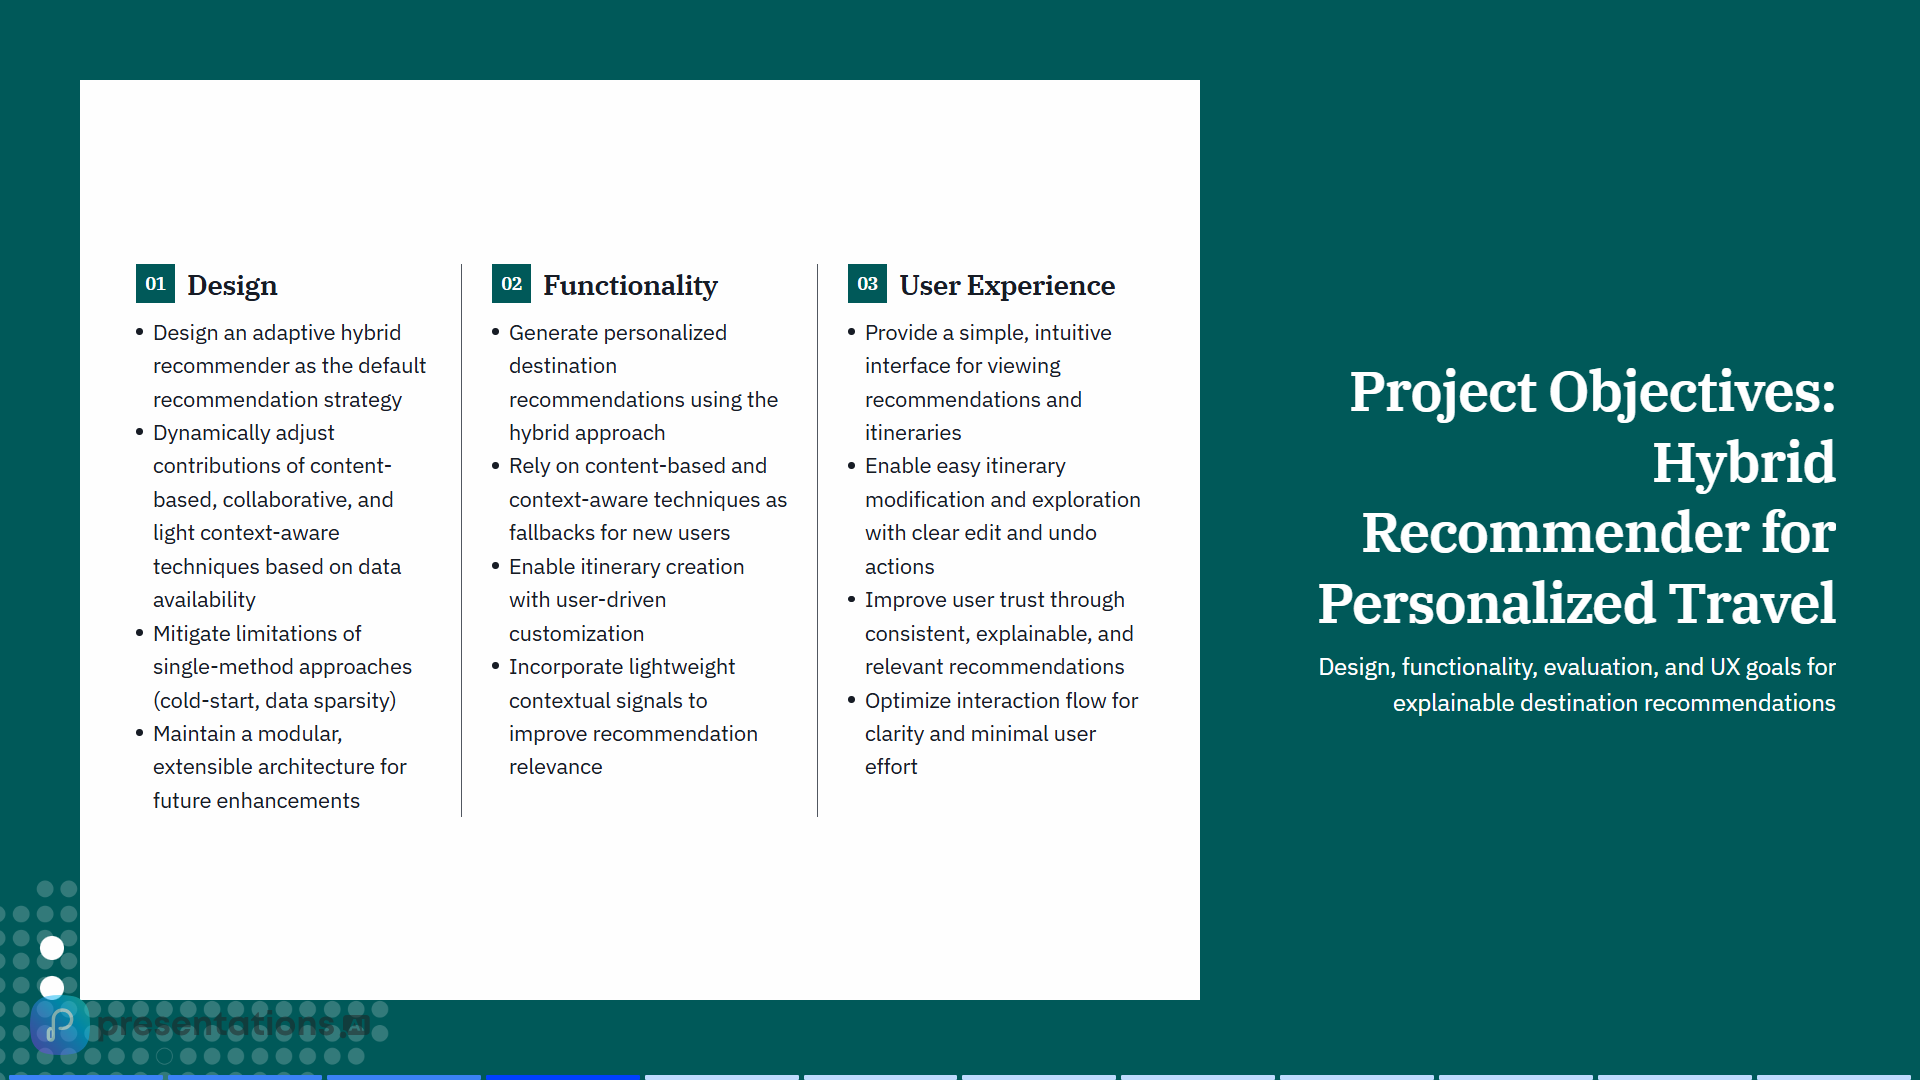 01 Design
• Design an adaptive hybrid
recommender as the default
recommendation strategy
• Dynamically adjust
contributions of content-
based, collaborative, and
light context-aware
techniques based on data
availability
• Mitigate limitations of
single-method approaches
(cold-start, data sparsity)
• Maintain a modular,
extensible architecture for
future enhancements
02 Functionality
• Generate personalized
destination
recommendations using the
hybrid approach
• Rely on content-based and
context-aware techniques as
fallbacks for new users
• Enable itinerary creation
with user-driven
customization
• Incorporate lightweight
contextual signals to
improve recommendation
relevance
03 User Experience
• Provide a simple, intuitive
interface for viewing
recommendations and
itineraries
• Enable easy itinerary
modification and exploration
with clear edit and undo
actions
• Improve user trust through
consistent, explainable, and
relevant recommendations
• Optimize interaction flow for
clarity and minimal user
effort
Project Objectives:
Hybrid
Recommender for
Personalized Travel
Design, functionality, evaluation, and UX goals for
explainable destination recommendations
presentations.AI